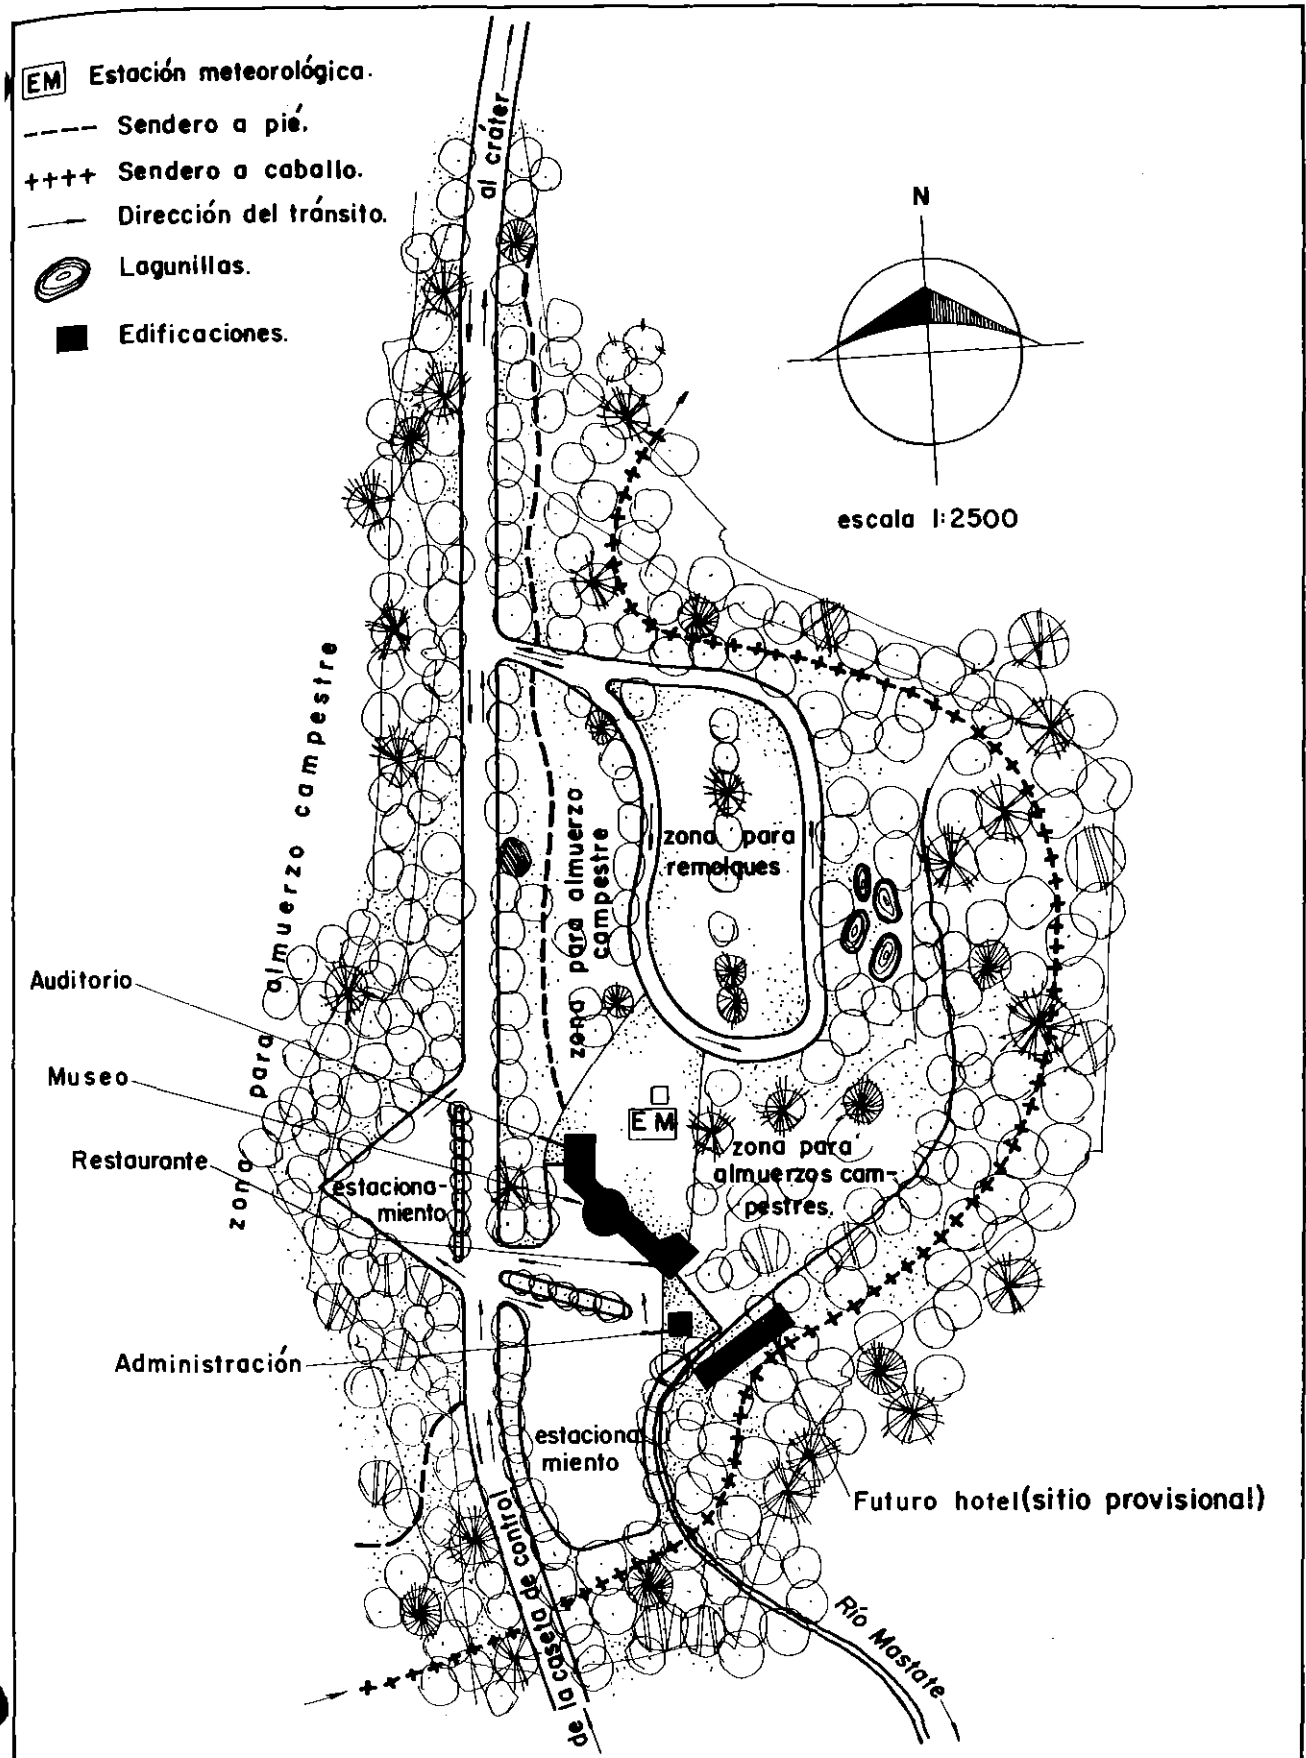 EM Estación meteorológica.
Sendero a pié.
++++ Sendero a caballo.
Dirección del tránsito.
Lagunillas.
Edificaciones.
al cráter
N
escala 1:2500
zona para almuerzo campestre
zona para almuerzo
campestre
zona para
remolques
Auditorio
Museo
Restaurante
EM
zona para
almuerzos cam-
pestres.
estaciona-
miento
Administración
estaciona
miento
Futuro hotel(sitio provisional)
de la caseta de control
Río Mastate